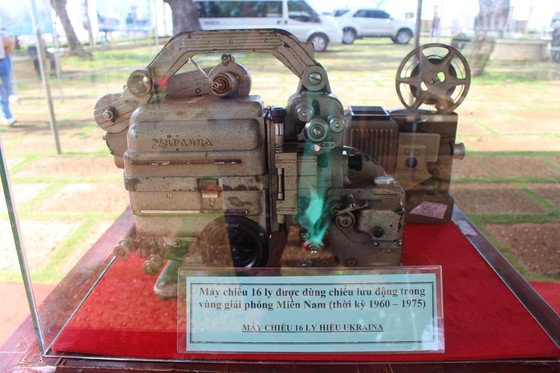 Украина
Máy chiếu 16 ly được dùng chiếu lưu động trong
vùng giải phóng Miền Nam (thời kỳ 1960 – 1975)
MÁY CHIẾU 16 LY HIỆU UKRAINA